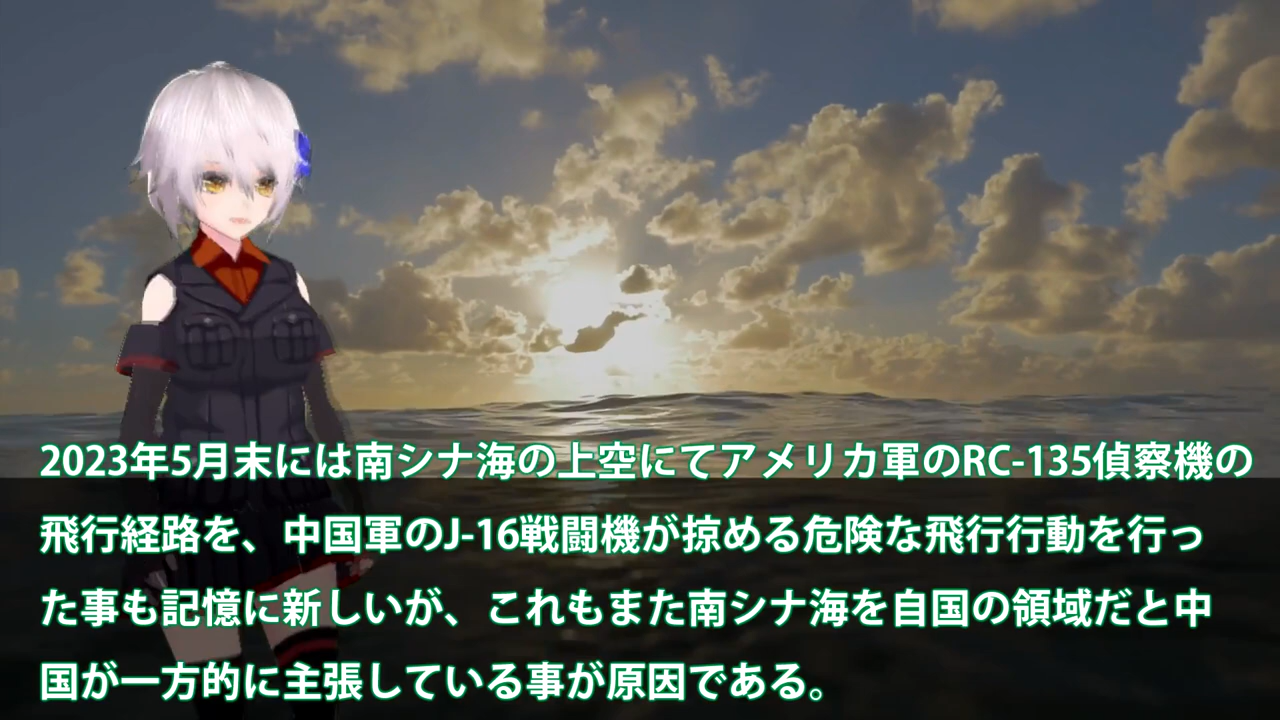 2023年5月末には南シナ海の上空にてアメリカ軍のRC-135偵察機の
飛行経路を、中国軍のJ-16戦闘機が掠める危険な飛行行動を行っ
た事も記憶に新しいが、これもまた南シナ海を自国の領域だと中
国が一方的に主張している事が原因である。